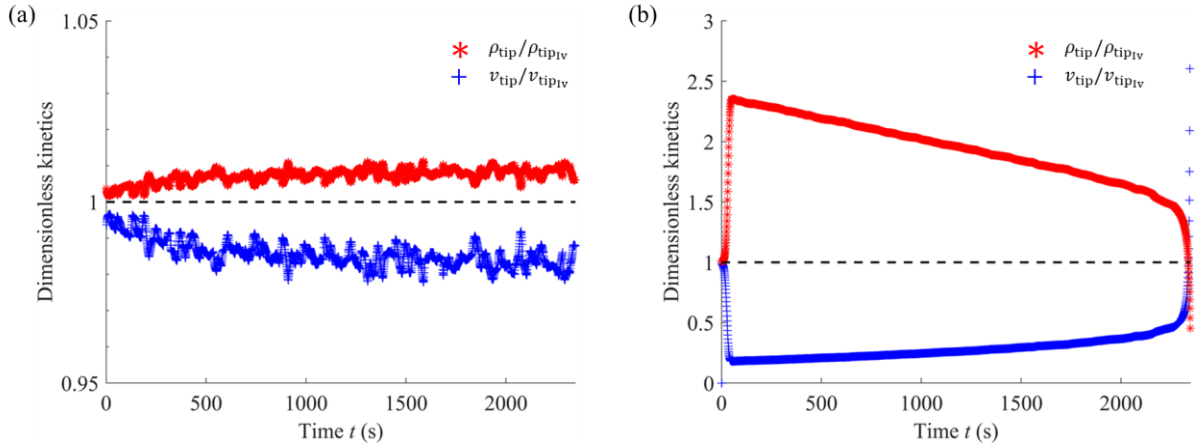 (a)
1.05
1
0.95
Dimensionless kinetics
ρtip/ρtipIv
vtip/vtipIv
0
500
1000
1500
2000
Time t (s)
(b)
3
2.5
2
1.5
1
0.5
0
Dimensionless kinetics
ρtip/ρtipIv
vtip/vtipIv
0
500
1000
1500
2000
Time t (s)